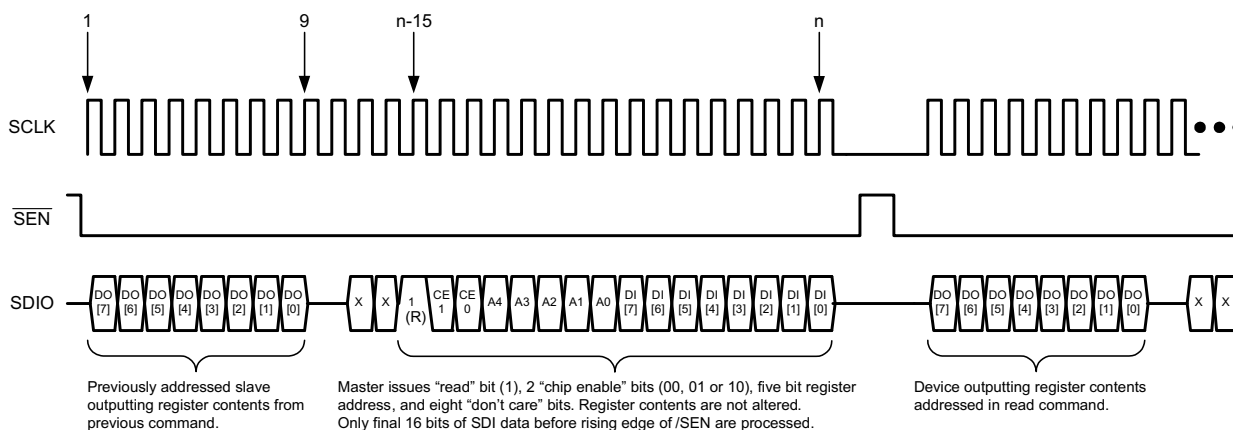 1 9 n-15 n
SCLK
SEN
SDIO DO [7] DO [6] DO [5] DO [4] DO [3] DO [2] DO [1] DO [0] X X 1 (R) CE 1 CE 0 A4 A3 A2 A1 A0 DI [7] DI [6] DI [5] DI [4] DI [3] DI [2] DI [1] DI [0] DO [7] DO [6] DO [5] DO [4] DO [3] DO [2] DO [1] DO [0] X X
Previously addressed slave
outputting register contents from
previous command.
Master issues “read” bit (1), 2 “chip enable” bits (00, 01 or 10), five bit register
address, and eight “don’t care” bits. Register contents are not altered.
Only final 16 bits of SDI data before rising edge of /SEN are processed.
Device outputting register contents
addressed in read command.